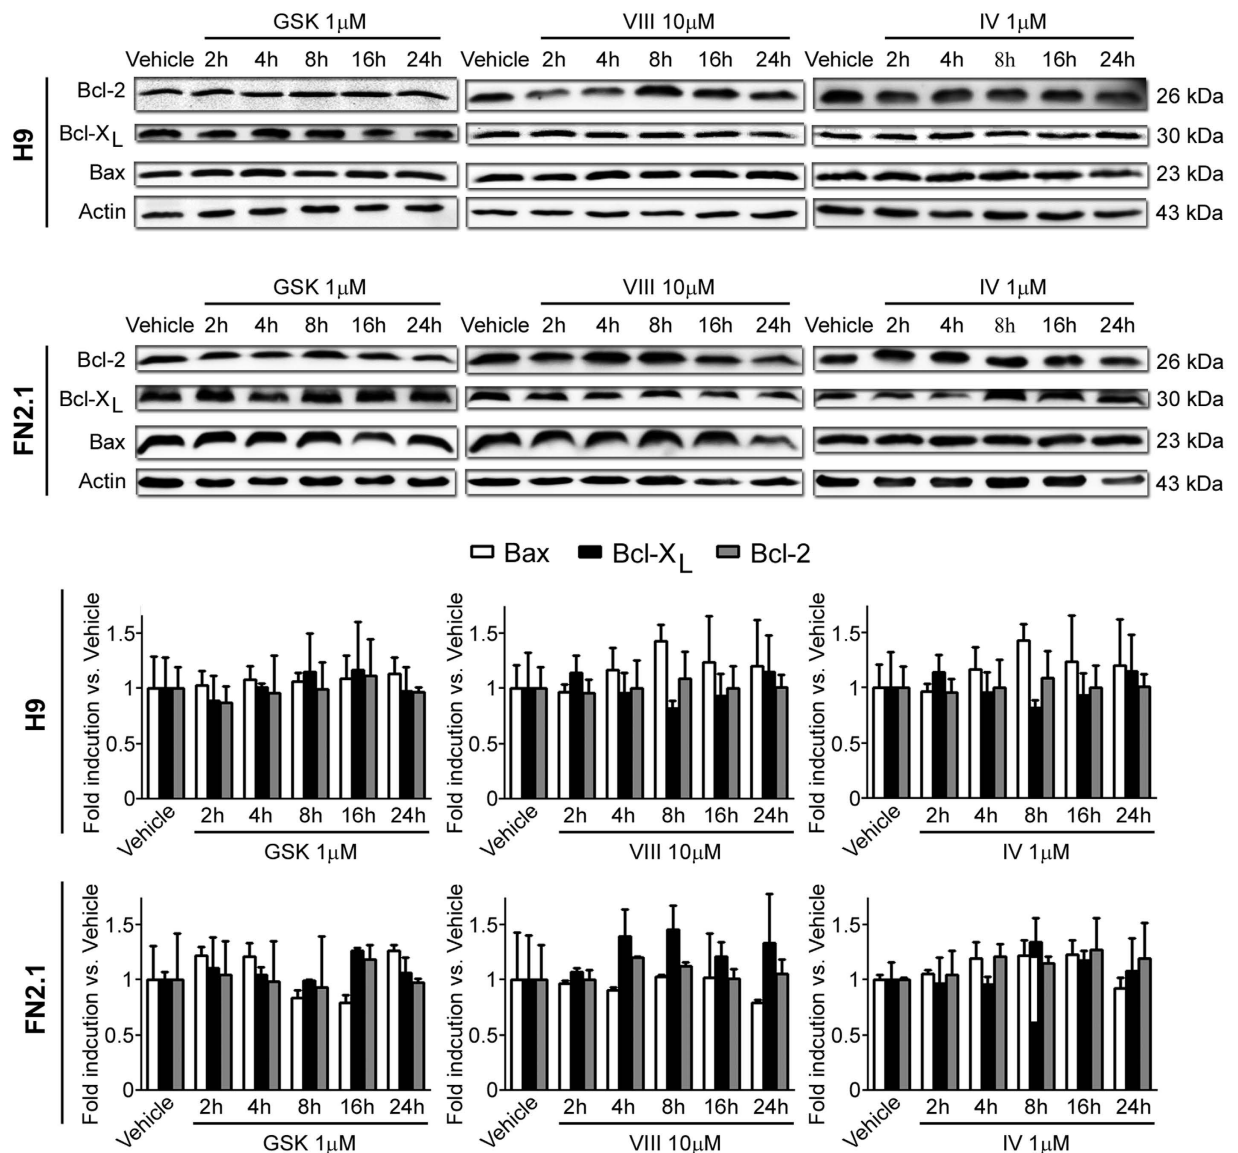 GSK 1μM VIII 10μM IV 1μM
Vehicle 2h 4h 8h 16h 24h Vehicle 2h 4h 8h 16h 24h Vehicle 2h 4h 8h 16h 24h
H9
Bcl-2 26 kDa
Bcl-XL 30 kDa
Bax 23 kDa
Actin 43 kDa
GSK 1μM VIII 10μM IV 1μM
Vehicle 2h 4h 8h 16h 24h Vehicle 2h 4h 8h 16h 24h Vehicle 2h 4h 8h 16h 24h
FN2.1
Bcl-2 26 kDa
Bcl-XL 30 kDa
Bax 23 kDa
Actin 43 kDa
Bax Bcl-XL Bcl-2
H9
Fold indcution vs. Vehicle
1.5
1
0.5
0
Vehicle 2h 4h 8h 16h 24h
GSK 1μM
Fold indcution vs. Vehicle
1.5
1
0.5
0
Vehicle 2h 4h 8h 16h 24h
VIII 10μM
Fold indcution vs. Vehicle
1.5
1
0.5
0
Vehicle 2h 4h 8h 16h 24h
IV 1μM
FN2.1
Fold indcution vs. Vehicle
1.5
1
0.5
0
Vehicle 2h 4h 8h 16h 24h
GSK 1μM
Fold indcution vs. Vehicle
1.5
1
0.5
0
Vehicle 2h 4h 8h 16h 24h
VIII 10μM
Fold indcution vs. Vehicle
1.5
1
0.5
0
Vehicle 2h 4h 8h 16h 24h
IV 1μM